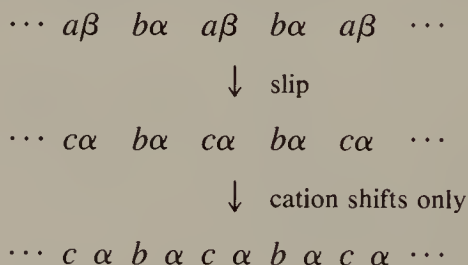 ··· aβ bα aβ bα aβ ···
↓ slip
··· cα bα cα bα cα ···
↓ cation shifts only
··· c α b α c α b α c α ···